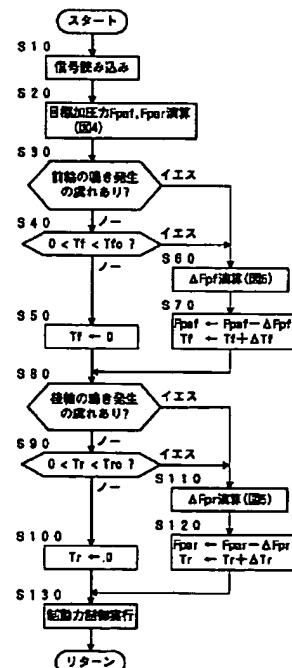 スタート
S10
信号読み込み
S20
目標加圧力Fpaf,Fpar演算
(図4)
S30
前輪の鳴き発生
の虞れあり?
イエス
ノー
S40
0 < Tf < Tfo ?
イエス
ノー
S60
ΔFpf演算(図5)
S70
Fpaf ← Fpaf−ΔFpf
Tf ← Tf+ΔTf
S50
Tf ← 0
S80
後輪の鳴き発生
の虞れあり?
イエス
ノー
S90
0 < Tr < Tro ?
イエス
ノー
S110
ΔFpr演算(図5)
S120
Fpar ← Fpar−ΔFpr
Tr ← Tr+ΔTr
S100
Tr ← 0
S130
制動力制御実行
リターン